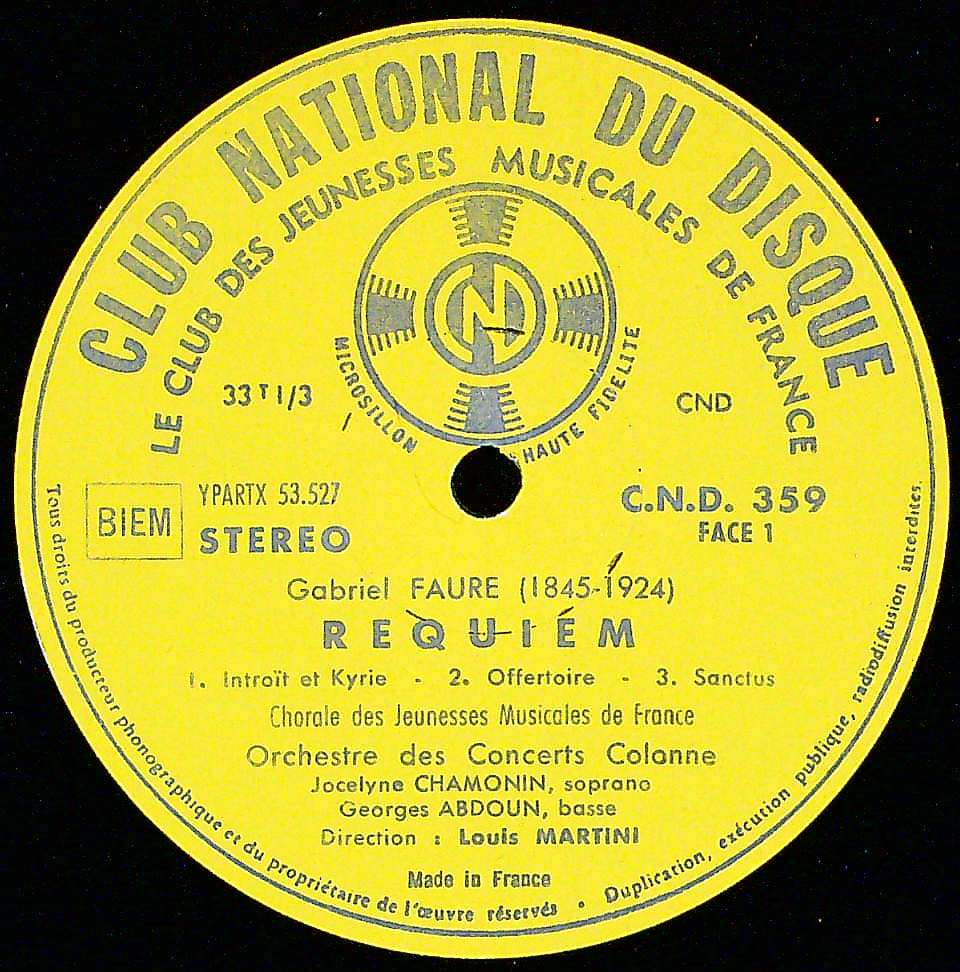 CLUB NATIONAL DU DISQUE
LE CLUB DES JEUNESSES MUSICALES DE FRANCE
CN
MICROSILLON
HAUTE FIDELITE
33 T 1/3
CND
BIEM
YPARTX 53.527
STEREO
C.N.D. 359
FACE 1
Gabriel FAURE (1845-1924)
REQUIEM
1. Introït et Kyrie - 2. Offertoire - 3. Sanctus
Chorale des Jeunesses Musicales de France
Orchestre des Concerts Colonne
Jocelyne CHAMONIN, soprano
Georges ABDOUN, basse
Direction : Louis MARTINI
Made in France
Tous droits du producteur phonographique et du propriétaire de l'œuvre réservés • Duplication, exécution publique, radiodiffusion interdites.